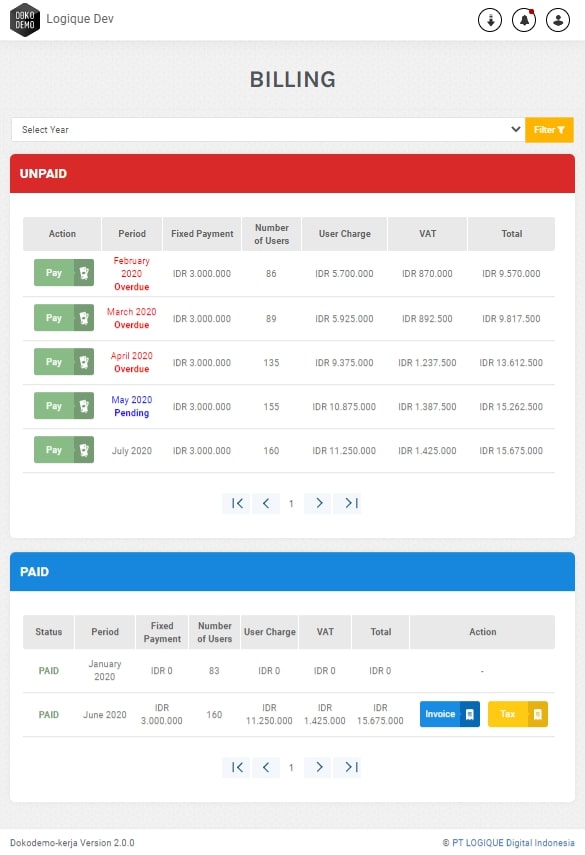 DOKO
DEMO
Logique Dev
BILLING
Select Year
Filter
UNPAID
Action Period Fixed Payment Number of Users User Charge VAT Total
Pay February 2020 Overdue IDR 3.000.000 86 IDR 5.700.000 IDR 870.000 IDR 9.570.000
Pay March 2020 Overdue IDR 3.000.000 89 IDR 5.925.000 IDR 892.500 IDR 9.817.500
Pay April 2020 Overdue IDR 3.000.000 135 IDR 9.375.000 IDR 1.237.500 IDR 13.612.500
Pay May 2020 Pending IDR 3.000.000 155 IDR 10.875.000 IDR 1.387.500 IDR 15.262.500
Pay July 2020 IDR 3.000.000 160 IDR 11.250.000 IDR 1.425.000 IDR 15.675.000
1
PAID
Status Period Fixed Payment Number of Users User Charge VAT Total Action
PAID January 2020 IDR 0 83 IDR 0 IDR 0 IDR 0 -
PAID June 2020 IDR 3.000.000 160 IDR 11.250.000 IDR 1.425.000 IDR 15.675.000 Invoice Tax
1
Dokodemo-kerja Version 2.0.0
© PT LOGIQUE Digital Indonesia